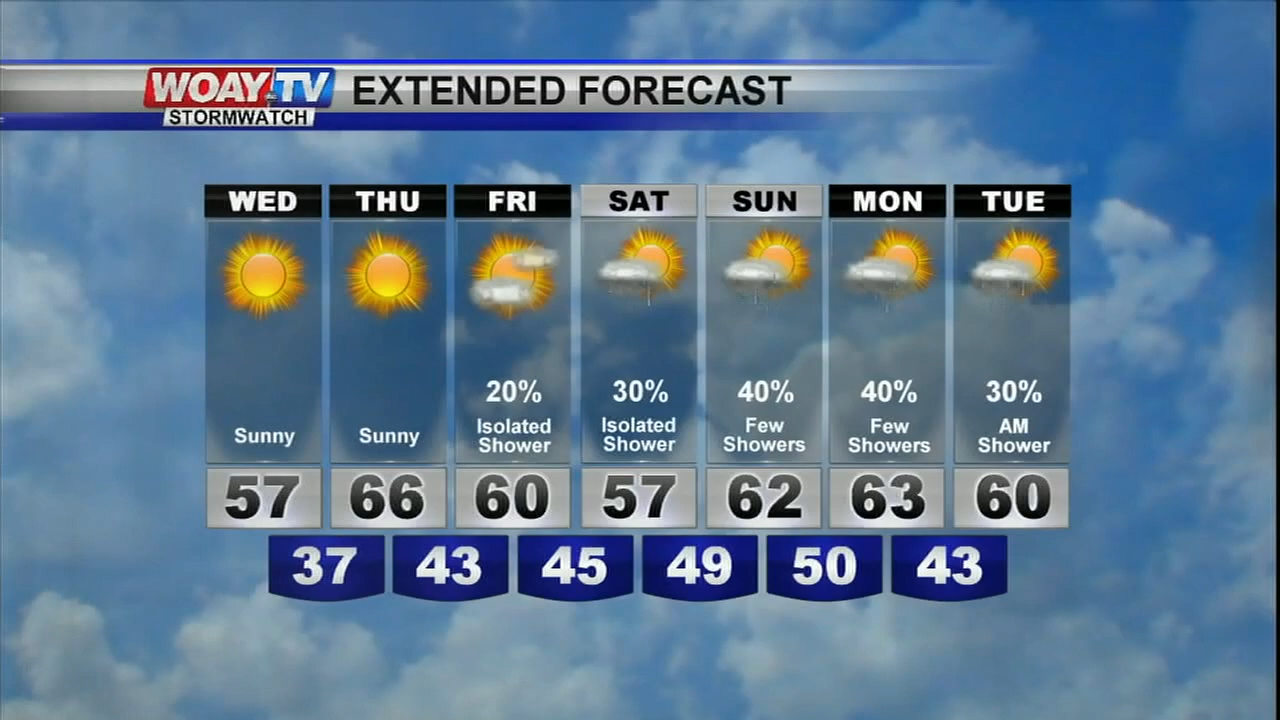 WOAY TV EXTENDED FORECAST
STORMWATCH
WED THU FRI SAT SUN MON TUE
20% 30% 40% 40% 30%
Sunny Sunny Isolated Isolated Few Few AM
Shower Shower Showers Showers Shower
57 66 60 57 62 63 60
37 43 45 49 50 43